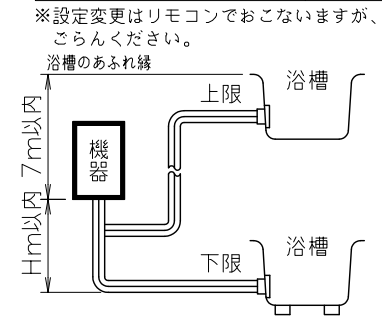 ※設定変更はリモコンでおこないますが、
ごらんください。
浴槽のあふれ縁
上限
浴槽
7m以内
機器
Hm以内
下限
浴槽